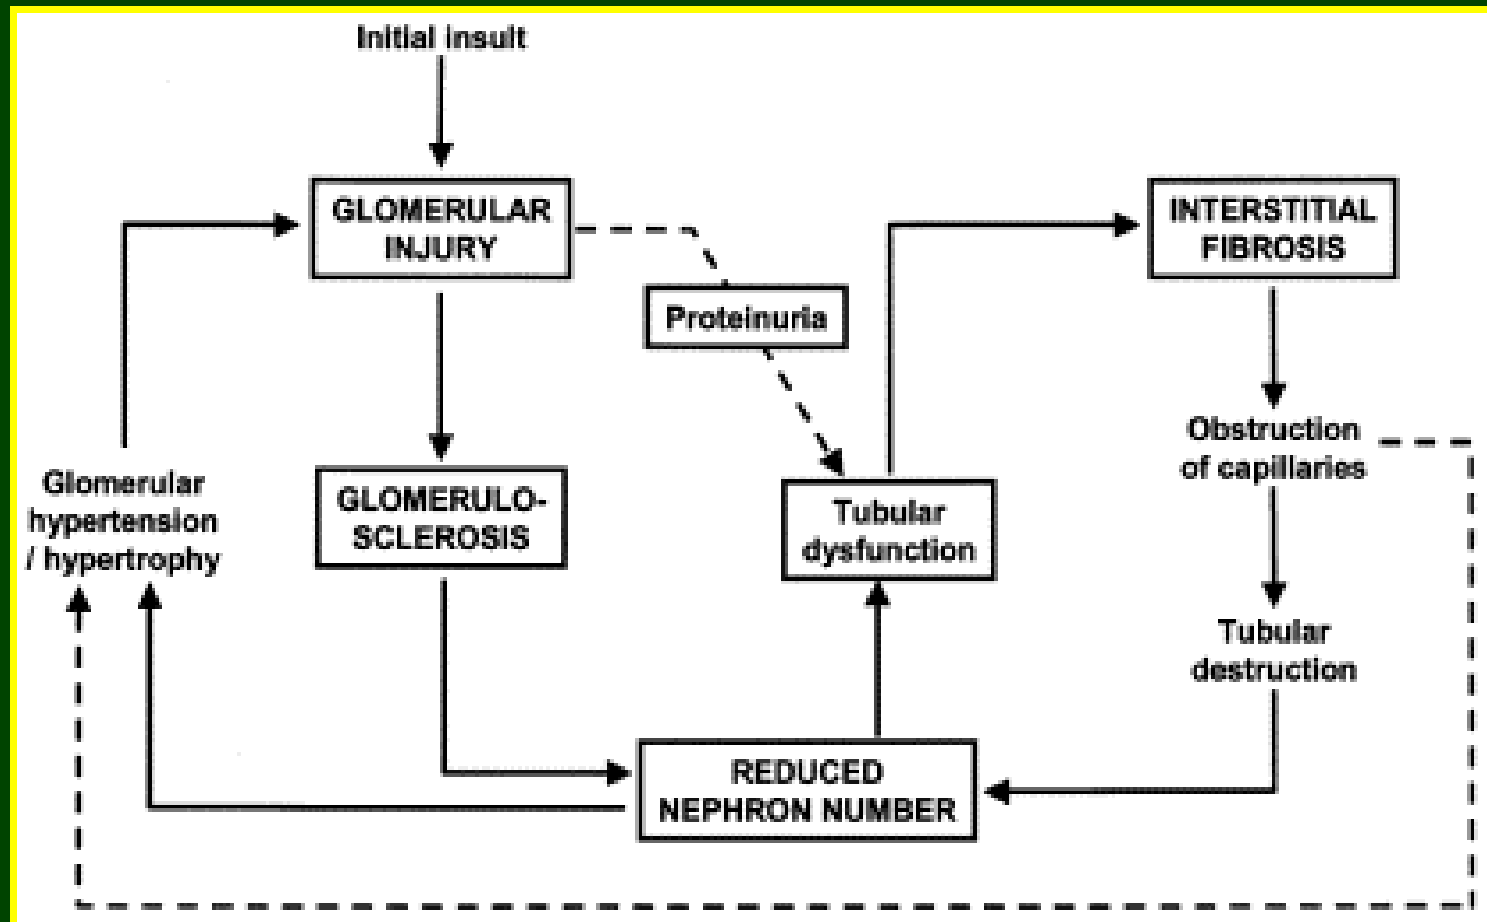 Initial insult
GLOMERULAR
INJURY
INTERSTITIAL
FIBROSIS
Proteinuria
Obstruction
of capillaries
Glomerular
hypertension
/ hypertrophy
GLOMERULO-
SCLEROSIS
Tubular
dysfunction
Tubular
destruction
REDUCED
NEPHRON NUMBER